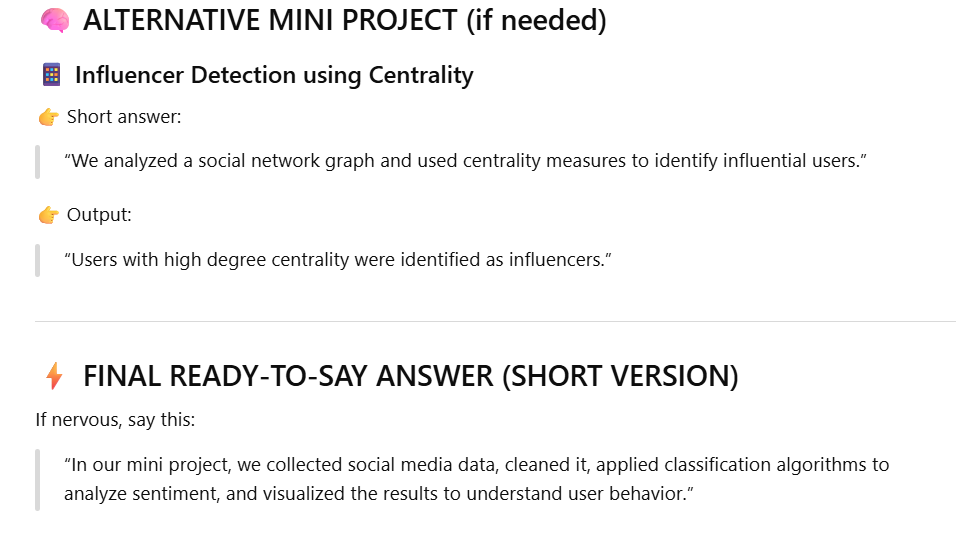 🧠 ALTERNATIVE MINI PROJECT (if needed)
🧮 Influencer Detection using Centrality
👉 Short answer:
“We analyzed a social network graph and used centrality measures to identify influential users.”
👉 Output:
“Users with high degree centrality were identified as influencers.”
⚡ FINAL READY-TO-SAY ANSWER (SHORT VERSION)
If nervous, say this:
“In our mini project, we collected social media data, cleaned it, applied classification algorithms to
analyze sentiment, and visualized the results to understand user behavior.”